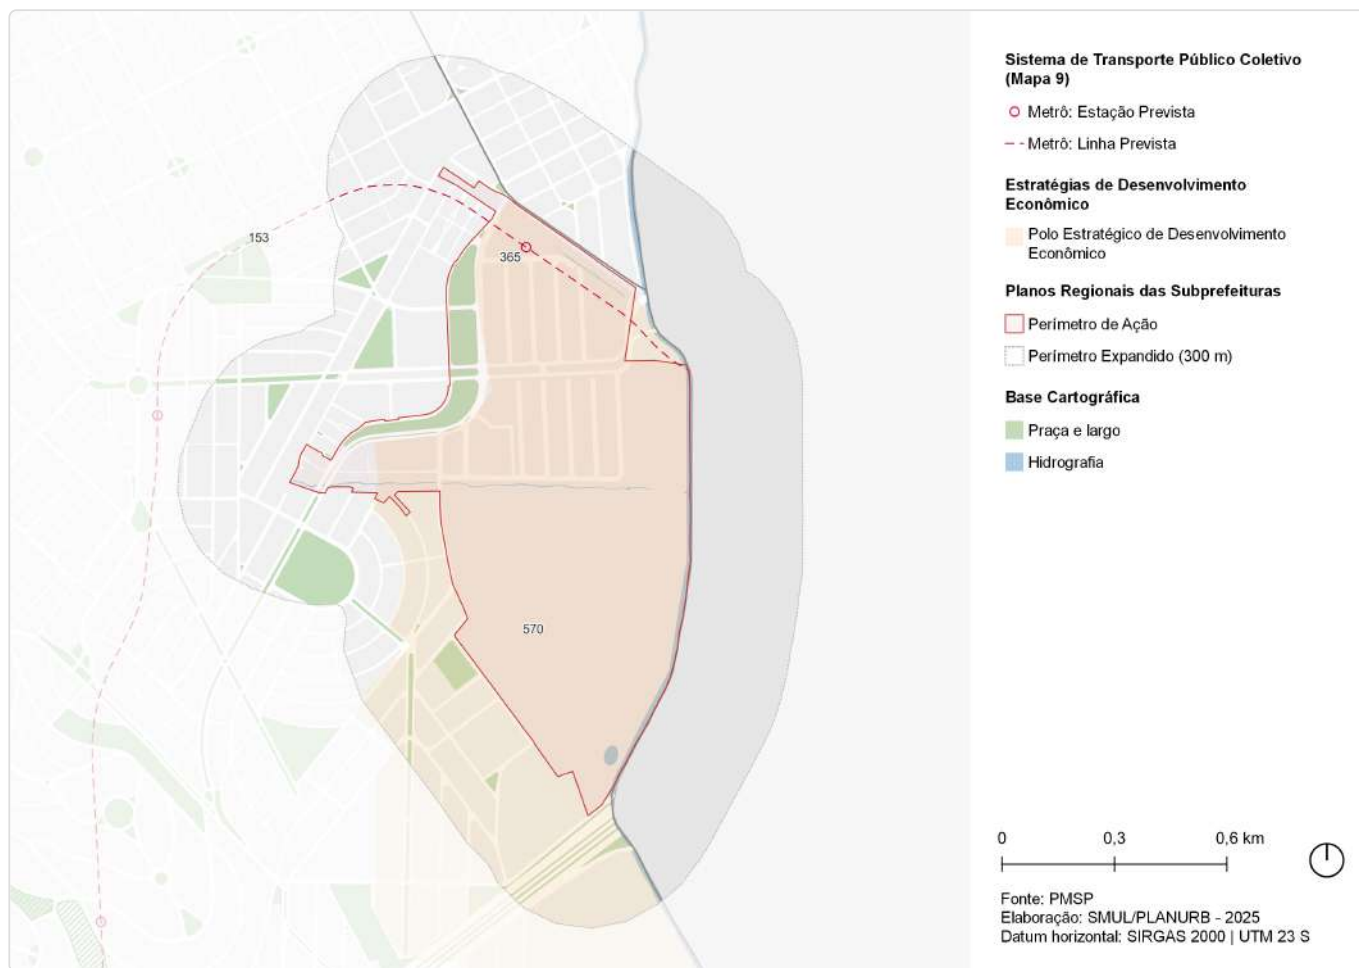 153
365
570
Sistema de Transporte Público Coletivo
(Mapa 9)
Metrô: Estação Prevista
Metrô: Linha Prevista
Estratégias de Desenvolvimento
Econômico
Polo Estratégico de Desenvolvimento
Econômico
Planos Regionais das Subprefeituras
Perímetro de Ação
Perímetro Expandido (300 m)
Base Cartográfica
Praça e largo
Hidrografia
0 0,3 0,6 km
Fonte: PMSP
Elaboração: SMUL/PLANURB - 2025
Datum horizontal: SIRGAS 2000 | UTM 23 S